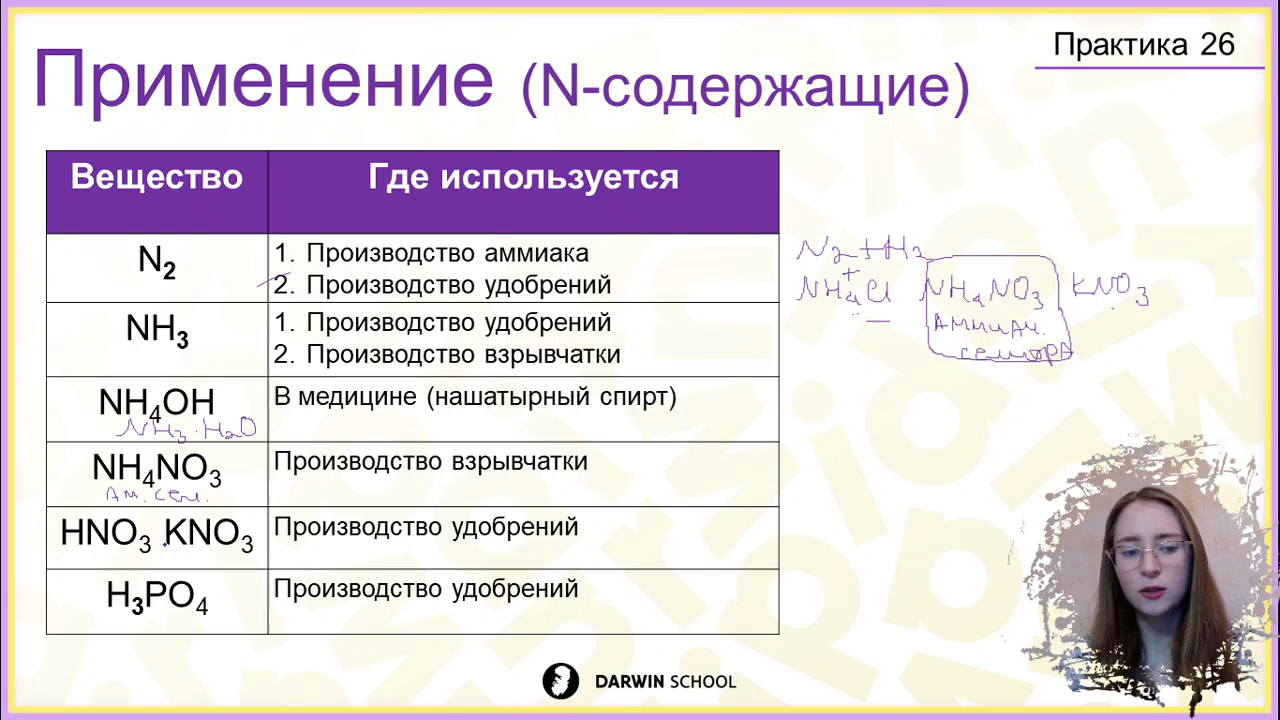 Практика 26
Применение (N-содержащие)
Вещество
Где используется
N2
1. Производство аммиака
2. Производство удобрений
NH3
1. Производство удобрений
2. Производство взрывчатки
NH4OH
NH3·H2O
В медицине (нашатырный спирт)
NH4NO3
Ам. сел.
Производство взрывчатки
HNO3 KNO3
Производство удобрений
H3PO4
Производство удобрений
N2+H2
NH4+Cl NH4NO3 KNO3
Аммиач.
селитра
DARWIN SCHOOL